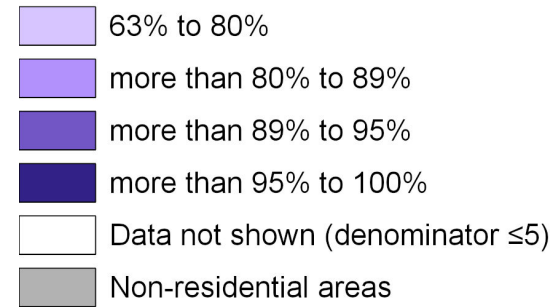 63% to 80%
more than 80% to 89%
more than 89% to 95%
more than 95% to 100%
Data not shown (denominator ≤5)
Non-residential areas